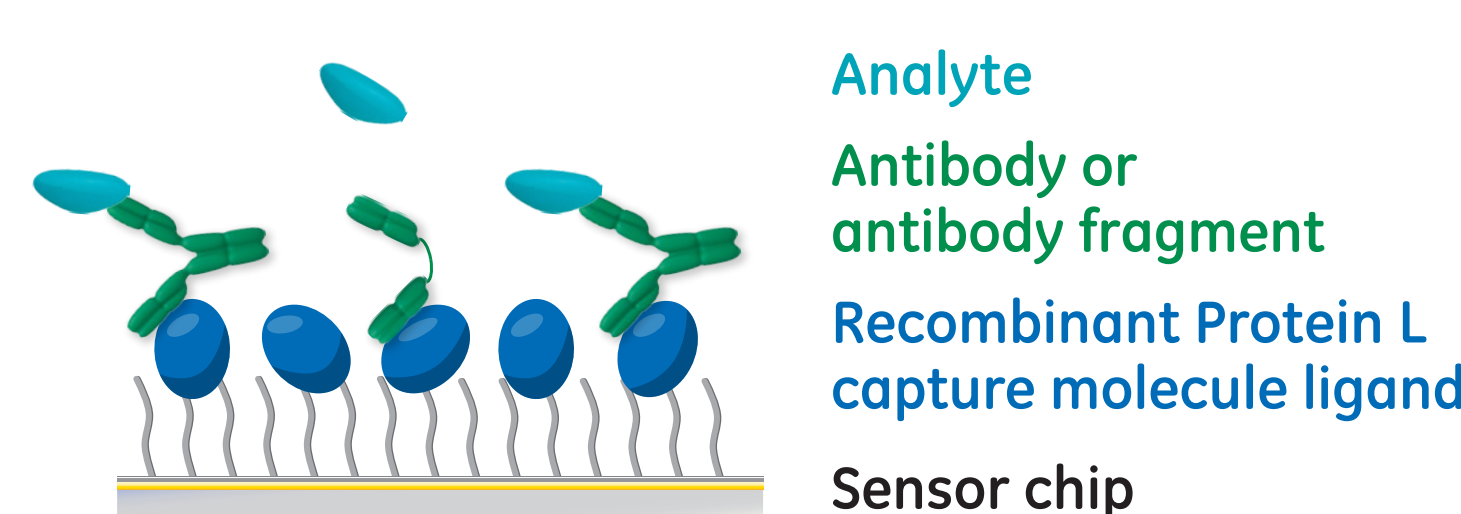 Analyte
Antibody or
antibody fragment
Recombinant Protein L
capture molecule ligand
Sensor chip